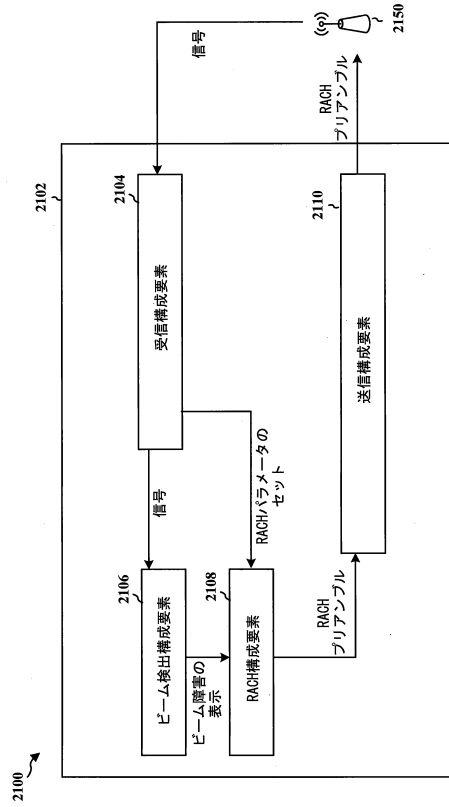 2100
2102
2104
受信構成要素
2106
ビーム検出構成要素
2108
RACH構成要素
2110
送信構成要素
2150
信号
信号
RACHパラメータの
セット
ビーム障害の
表示
RACH
プリアンブル
RACH
プリアンブル